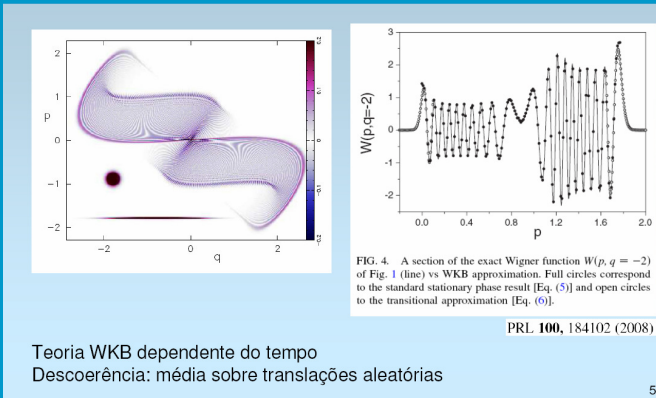 2
1
0
−1
−2
p
−2
0
2
q
0
3
2
1
0
-1
-2
W(p,q=-2)
0.0
0.4
0.8
1.2
1.6
2.0
p
FIG. 4. A section of the exact Wigner function W(p, q = −2)
of Fig. 1 (line) vs WKB approximation. Full circles correspond
to the standard stationary phase result [Eq. (5)] and open circles
to the transitional approximation [Eq. (6)].
PRL 100, 184102 (2008)
Teoria WKB dependente do tempo
Descoerência: média sobre translações aleatórias
5